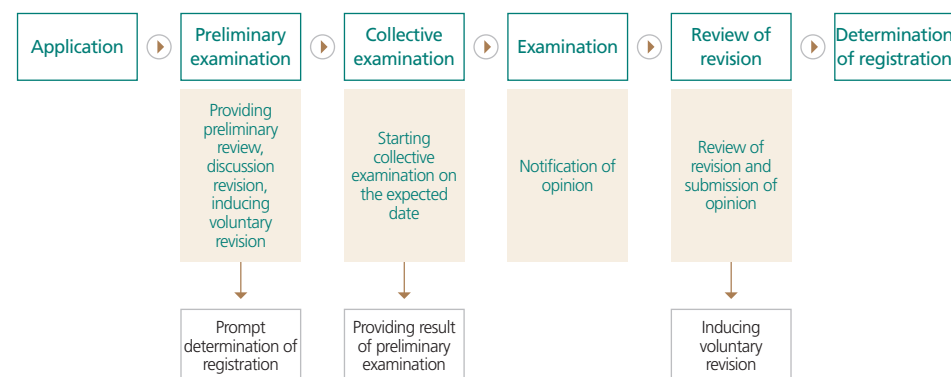 Application
Preliminary
examination
Collective
examination
Examination
Review of
revision
Determination
of registration
Providing
preliminary
review,
discussion
revision,
inducing
voluntary
revision
Starting
collective
examination on
the expected
date
Notification of
opinion
Review of
revision and
submission of
opinion
Prompt
determination of
registration
Providing result
of preliminary
examination
Inducing
voluntary
revision